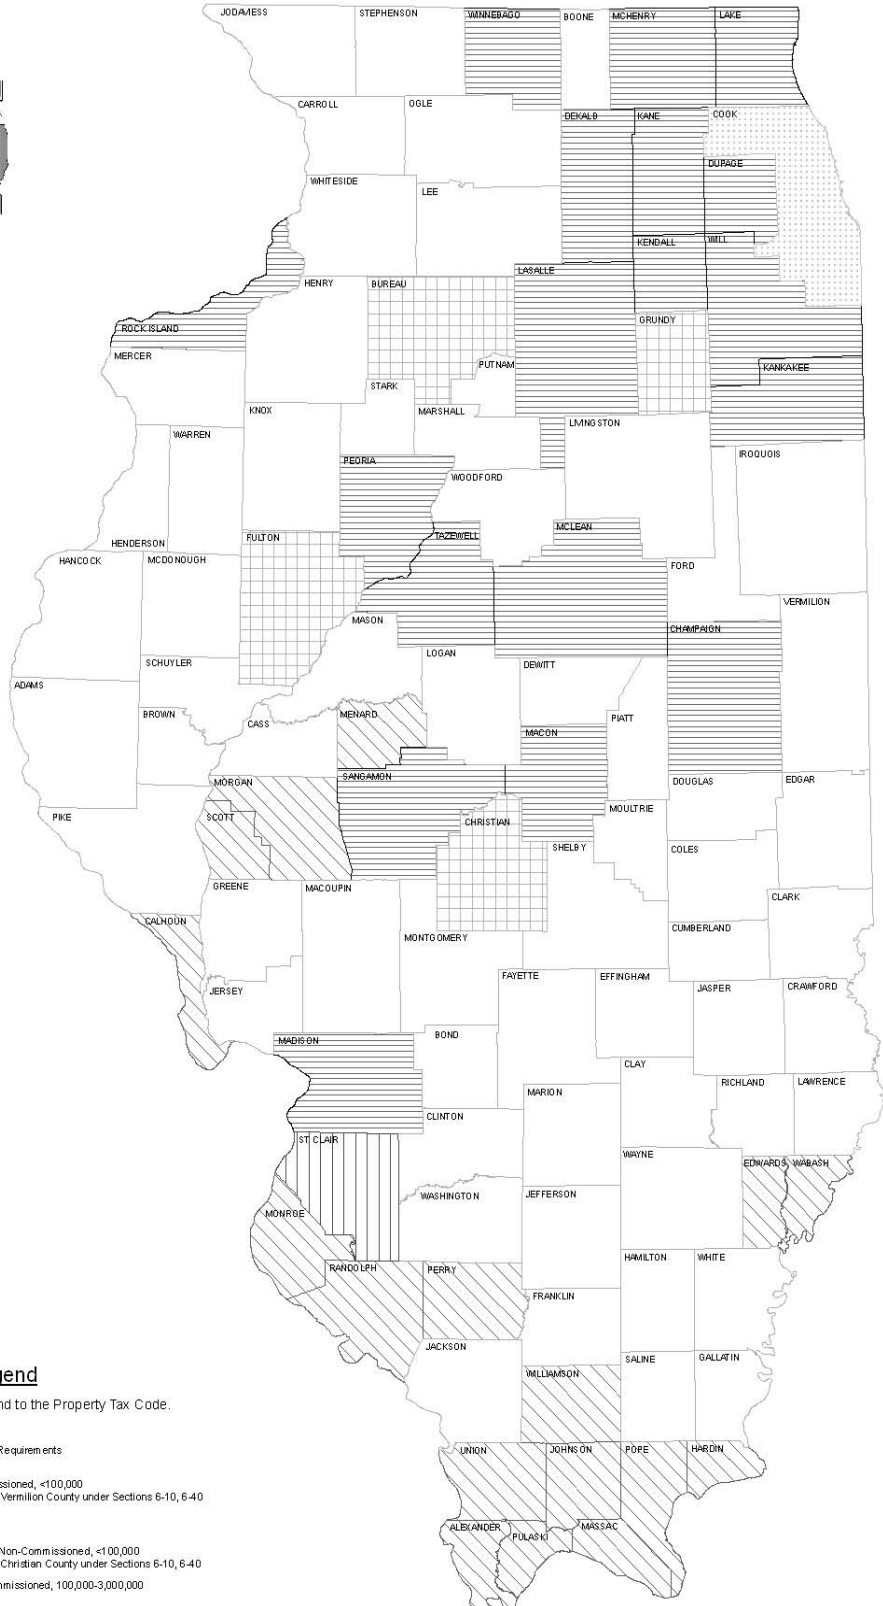 JODAVIESS
STEPHENSON
WINNEBAGO
BOONE
MCHENRY
LAKE
CARROLL
OGLE
DEKALB
KANE
COOK
DUPAGE
WHITESIDE
LEE
KENDALL
WILL
LASALLE
HENRY
BUREAU
GRUNDY
ROCK ISLAND
MERCER
PUTNAM
KANKAKEE
STARK
MARSHALL
KNOX
LIVINGSTON
WARREN
IROQUOIS
PEORIA
WOODFORD
MCLEAN
TAZEWELL
HENDERSON
FULTON
HANCOCK
MCDONOUGH
FORD
VERMILION
MASON
CHAMPAIGN
LOGAN
SCHUYLER
DEWITT
ADAMS
BROWN
MENARD
CASS
PIATT
MACON
SANGAMON
MORGAN
DOUGLAS
EDGAR
MOULTRIE
PIKE
SCOTT
CHRISTIAN
SHELBY
COLES
GREENE
MACOUPIN
CLARK
CALHOUN
CUMBERLAND
MONTGOMERY
FAYETTE
EFFINGHAM
JASPER
CRAWFORD
JERSEY
BOND
MADISON
CLAY
RICHLAND
LAWRENCE
MARION
CLINTON
ST CLAIR
WAYNE
EDWARDS
WABASH
WASHINGTON
JEFFERSON
MONROE
HAMILTON
WHITE
RANDOLPH
PERRY
FRANKLIN
JACKSON
SALINE
GALLATIN
WILLIAMSON
gend
nd to the Property Tax Code.
Requirements
UNION
JOHNSON
POPE
HARDIN
ssioned, <100,000
Vermilion County under Sections 6-10, 6-40
ALEXANDER
PULASKI
MASSAC
Non-Commissioned, <100,000
Christian County under Sections 6-10, 6-40
nmissioned, 100,000-3,000,000